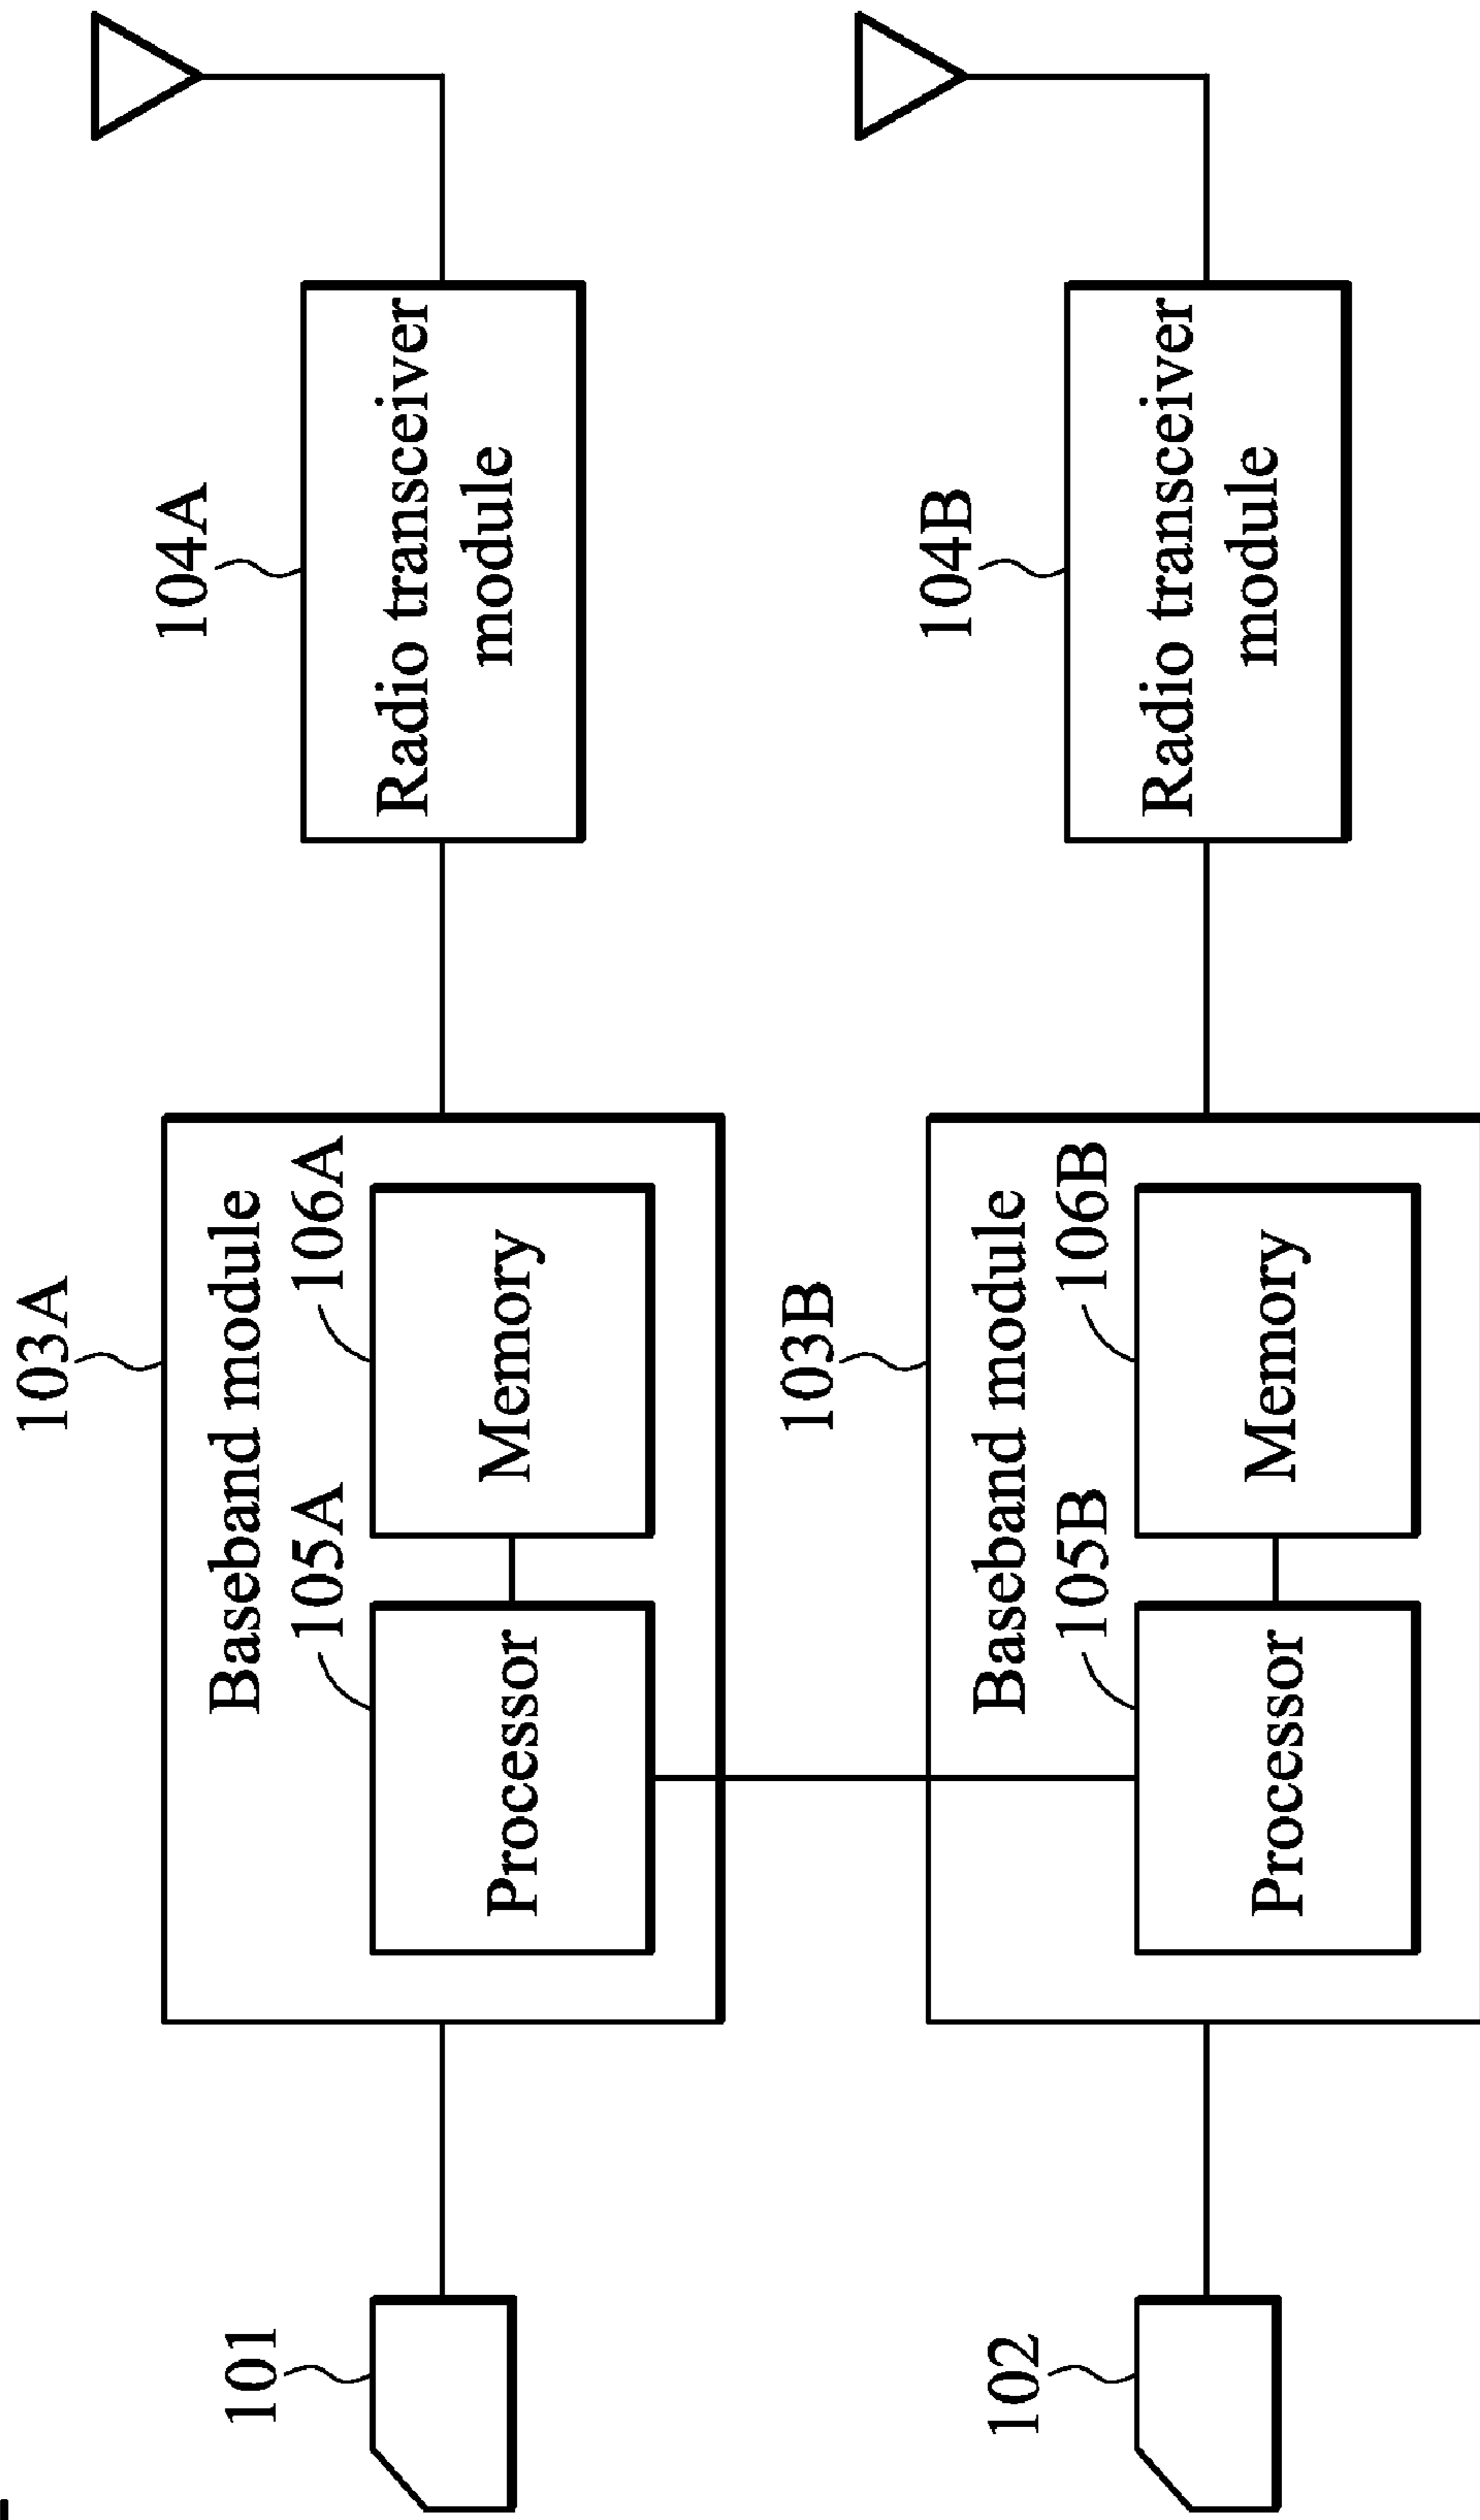 103A
Baseband module
105A
106A
104A
101
Processor
Memory
Radio transceiver
module
103B
Baseband module
105B
106B
104B
102
Processor
Memory
Radio transceiver
module